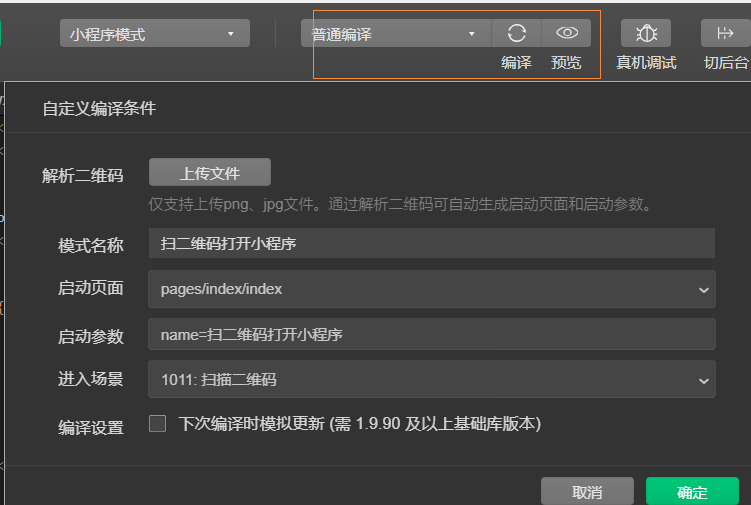 小程序模式
普通编译
编译
预览
真机调试
切后台
自定义编译条件
解析二维码
上传文件
仅支持上传png、jpg文件。通过解析二维码可自动生成启动页面和启动参数。
模式名称
扫二维码打开小程序
启动页面
pages/index/index
启动参数
name=扫二维码打开小程序
进入场景
1011: 扫描二维码
编译设置
下次编译时模拟更新 (需 1.9.90 及以上基础库版本)
取消
确定